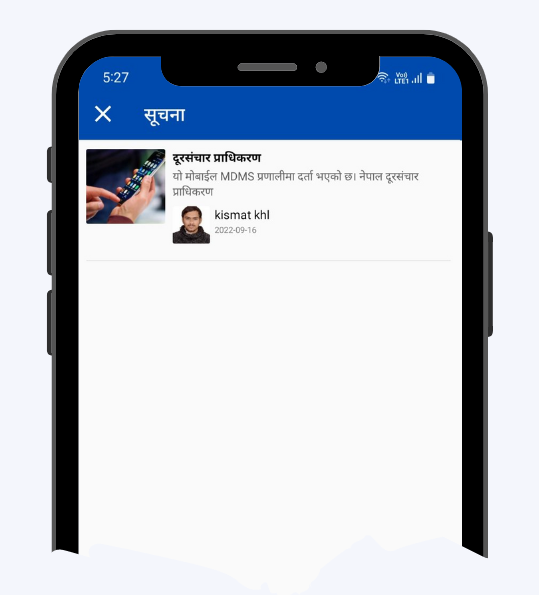 5:27
Vo))
LTE1
सूचना
दूरसंचार प्राधिकरण
यो मोबाईल MDMS प्रणालीमा दर्ता भएको छ। नेपाल दूरसंचार
प्राधिकरण
kismat khl
2022-09-16